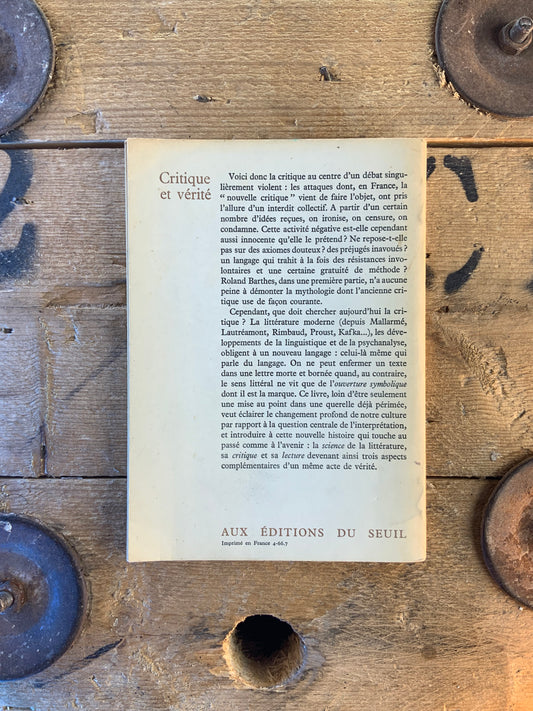 Critique
et vérité
Voici donc la critique au centre d'un débat singu-
lièrement violent : les attaques dont, en France, la
“ nouvelle critique ” vient de faire l'objet, ont pris
l'allure d'un interdit collectif. A partir d'un certain
nombre d'idées reçues, on ironise, on censure, on
condamne. Cette activité négative est-elle cependant
aussi innocente qu'elle le prétend ? Ne repose-t-elle
pas sur des axiomes douteux ? des préjugés inavoués ?
un langage qui trahit à la fois des résistances invo-
lontaires et une certaine gratuité de méthode ?
Roland Barthes, dans une première partie, n'a aucune
peine à démonter la mythologie dont l'ancienne cri-
tique use de façon courante.
Cependant, que doit chercher aujourd'hui la cri-
tique ? La littérature moderne (depuis Mallarmé,
Lautréamont, Rimbaud, Proust, Kafka...), les déve-
loppements de la linguistique et de la psychanalyse,
obligent à un nouveau langage : celui-là même qui
parle du langage. On ne peut enfermer un texte
dans une lettre morte et bornée quand, au contraire,
le sens littéral ne vit que de l'ouverture symbolique
dont il est la marque. Ce livre, loin d'être seulement
une mise au point dans une querelle déjà périmée,
veut éclairer le changement profond de notre culture
par rapport à la question centrale de l'interprétation,
et introduire à cette nouvelle histoire qui touche au
passé comme à l'avenir : la science de la littérature,
sa critique et sa lecture devenant ainsi trois aspects
complémentaires d'un même acte de vérité.
AUX ÉDITIONS DU SEUIL
Imprimé en France 4-66.7